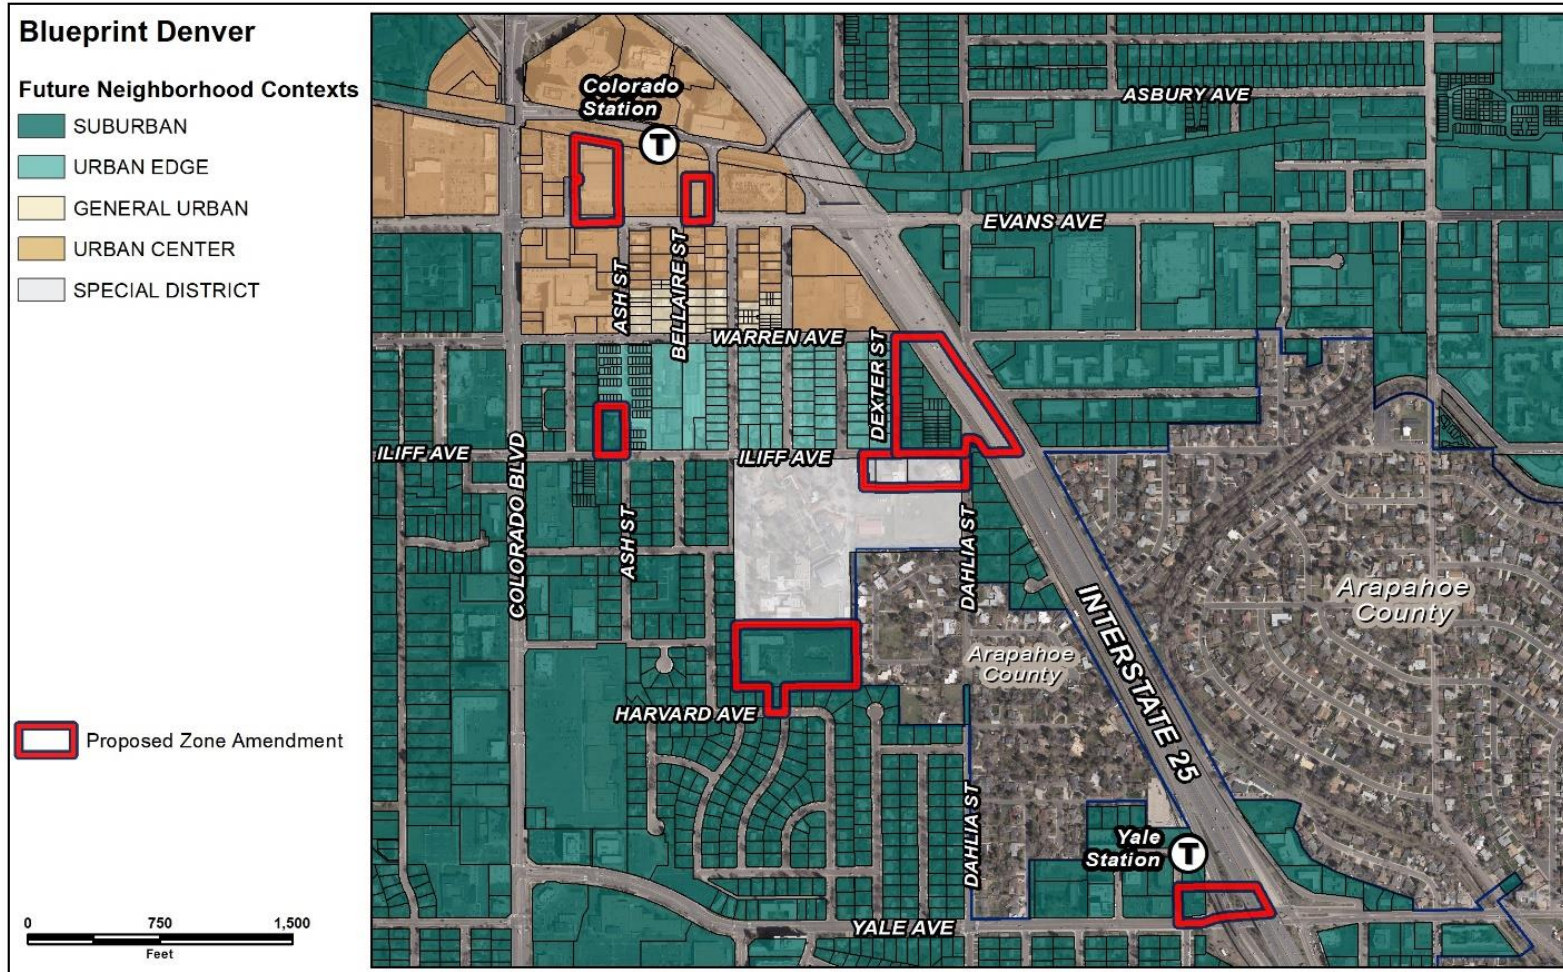 Blueprint Denver
Future Neighborhood Contexts
SUBURBAN
URBAN EDGE
GENERAL URBAN
URBAN CENTER
SPECIAL DISTRICT
Proposed Zone Amendment
0 750 1,500
Feet
Colorado
Station
T
ASBURY AVE
EVANS AVE
ASH ST
BELLAIRE ST
WARREN AVE
DEXTER ST
ILIFF AVE
ILIFF AVE
COLORADO BLVD
ASH ST
DAHLIA ST
INTERSTATE 25
Arapahoe
County
Arapahoe
County
HARVARD AVE
DAHLIA ST
Yale
Station
T
YALE AVE